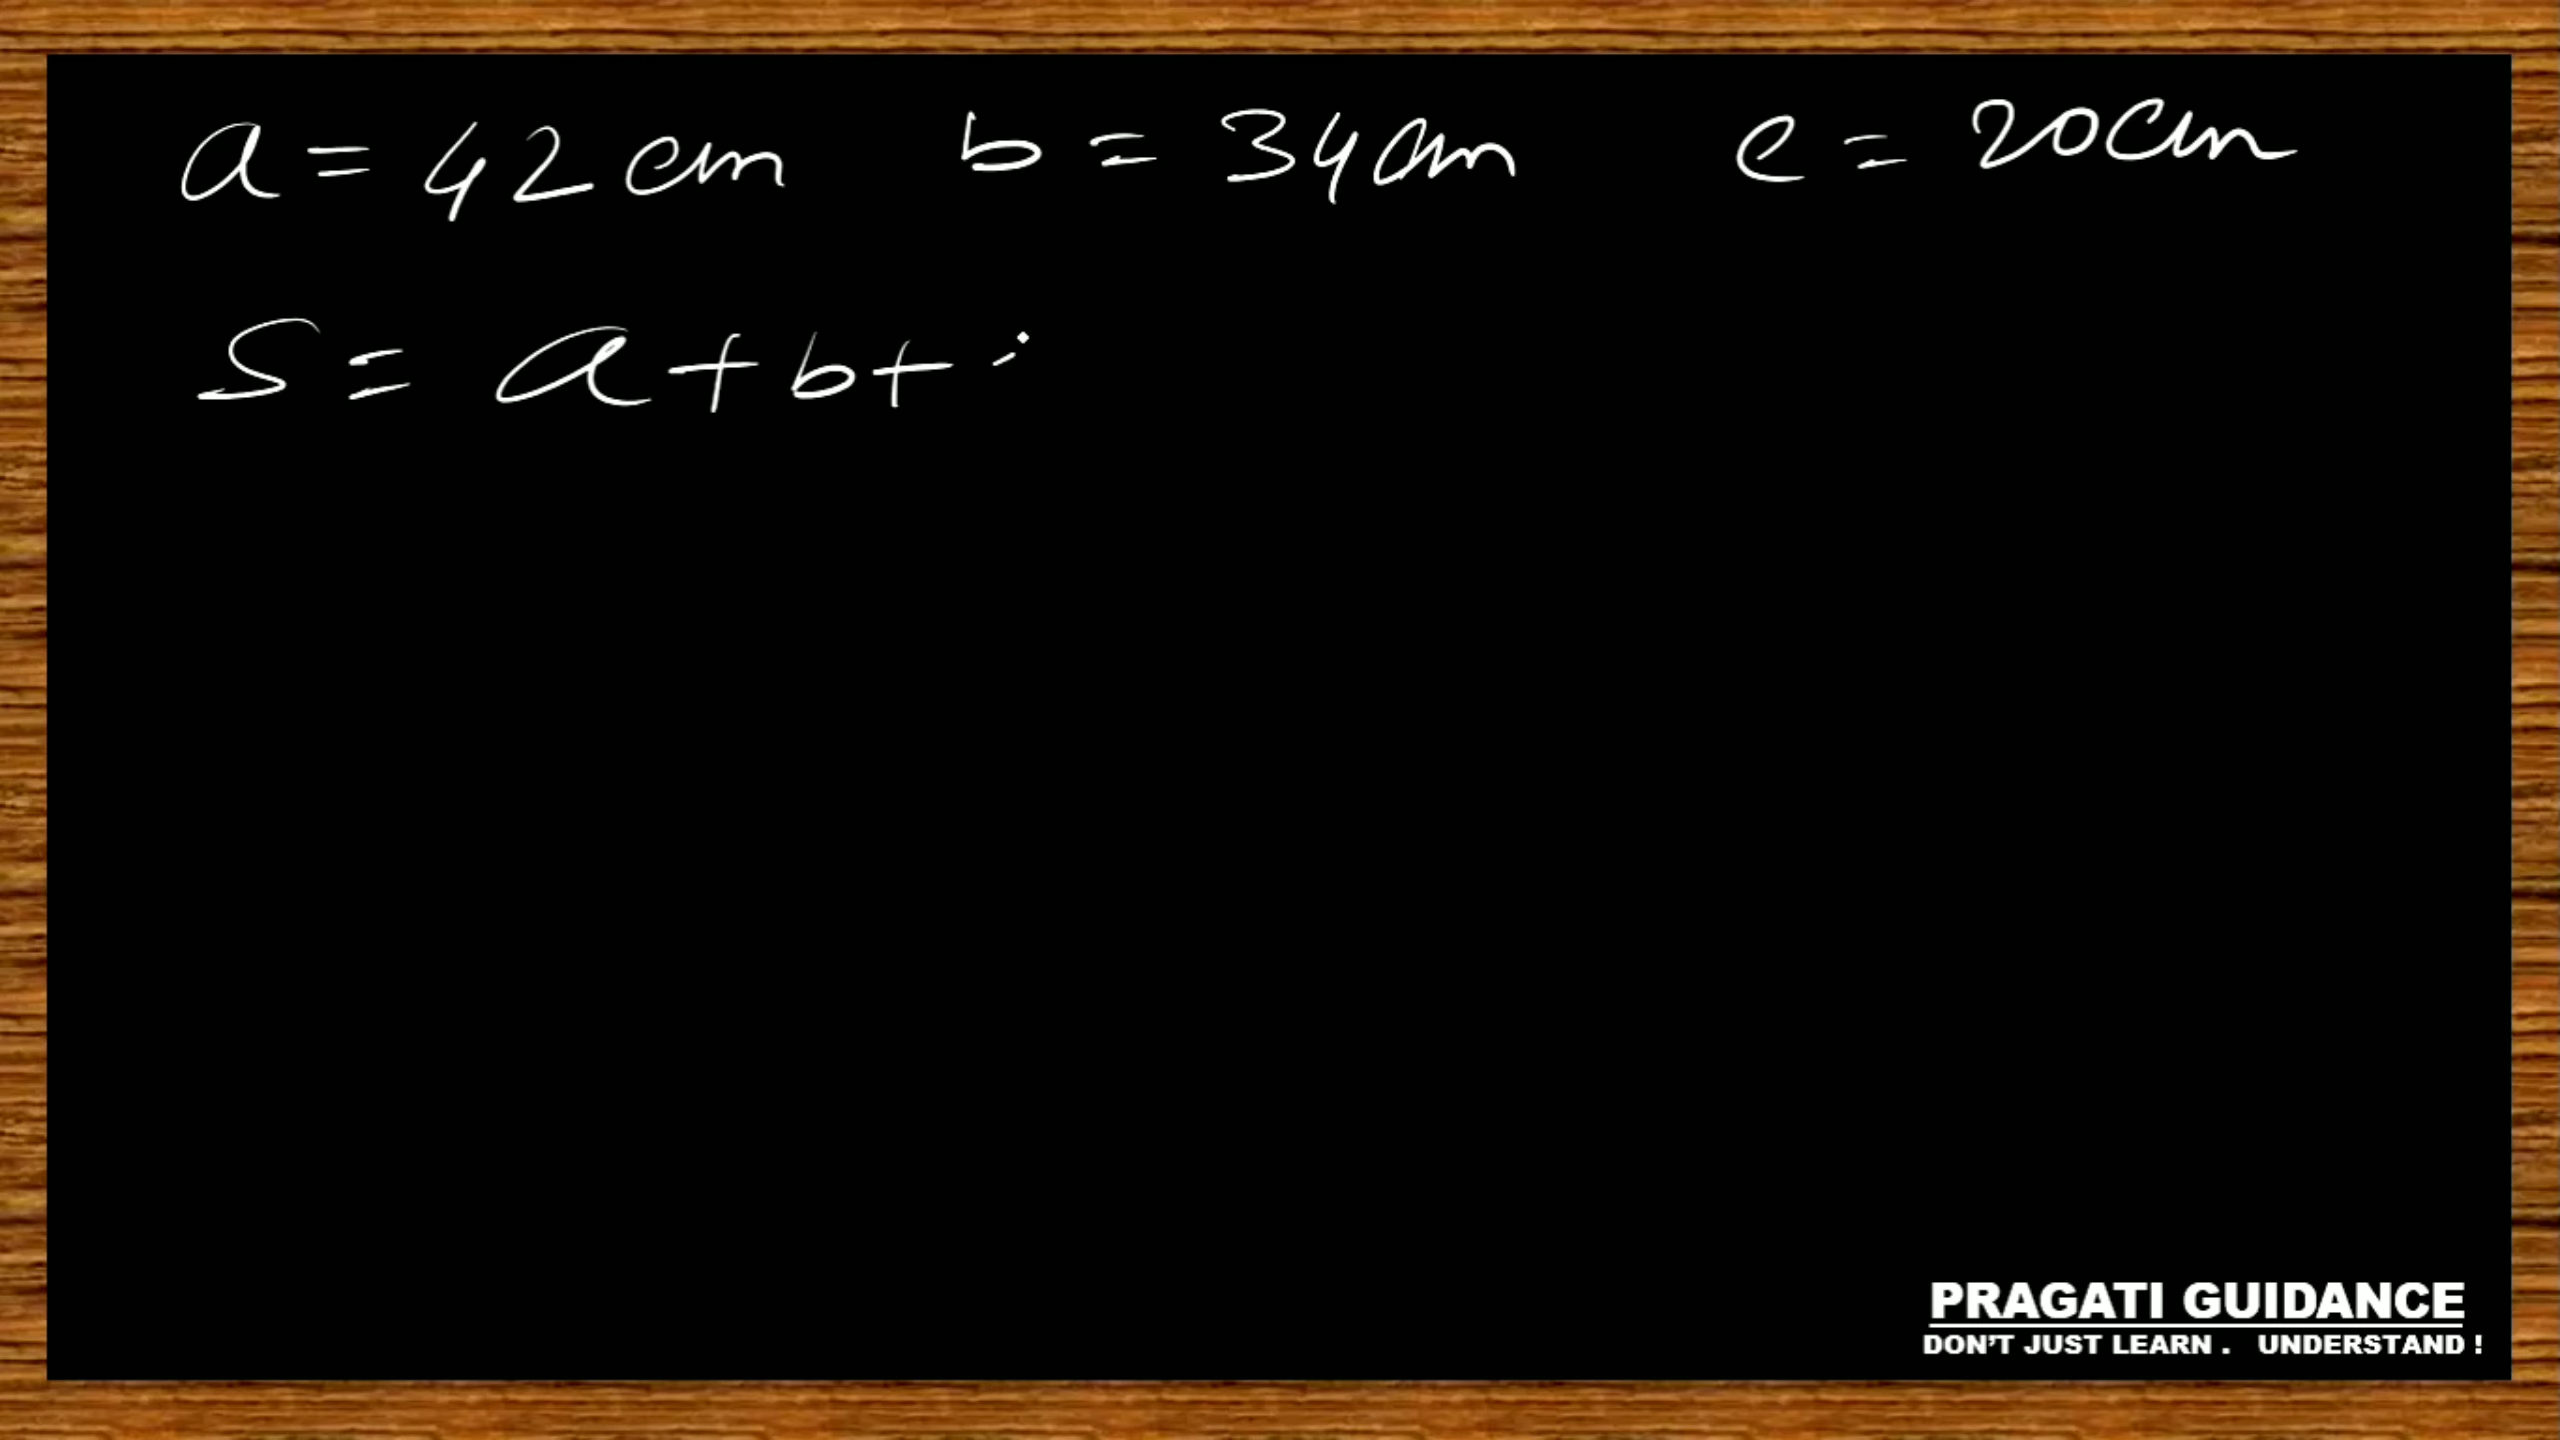 a = 42 cm b = 34 cm c = 20 cm
S = a + b +
PRAGATI GUIDANCE
DON'T JUST LEARN . UNDERSTAND !